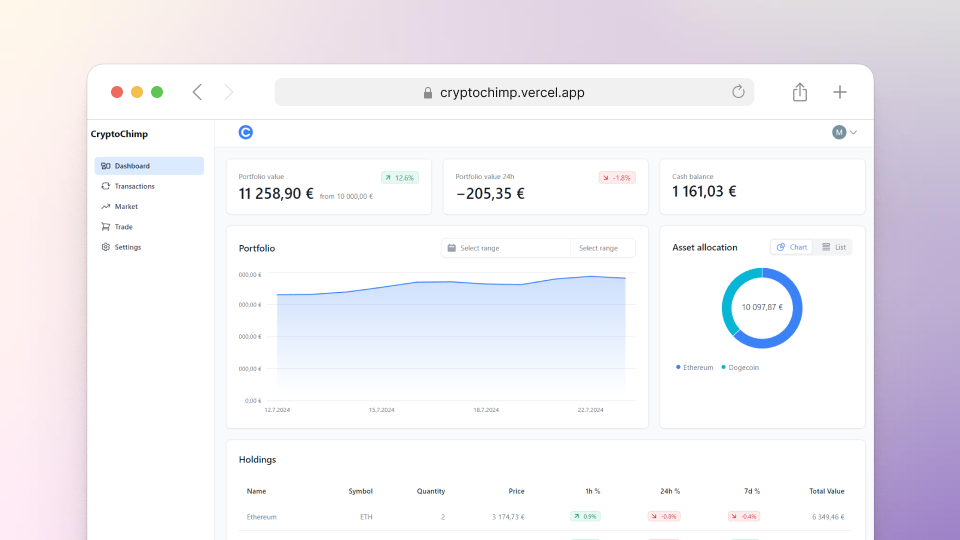 cryptochimp.vercel.app
CryptoChimp
C
M
Dashboard
Transactions
Market
Trade
Settings
Portfolio value
12.6%
11 258,90 € from 10 000,00 €
Portfolio value 24h
-1.8%
−205,35 €
Cash balance
1 161,03 €
Portfolio
Select range
Select range
000,00 €
000,00 €
000,00 €
000,00 €
0,00 €
12.7.2024 15.7.2024 18.7.2024 22.7.2024
Asset allocation
Chart
List
10 097,87 €
Ethereum Dogecoin
Holdings
Name Symbol Quantity Price 1h % 24h % 7d % Total Value
Ethereum ETH 2 3 174,73 € 0.9% -0.8% -0.4% 6 349,46 €